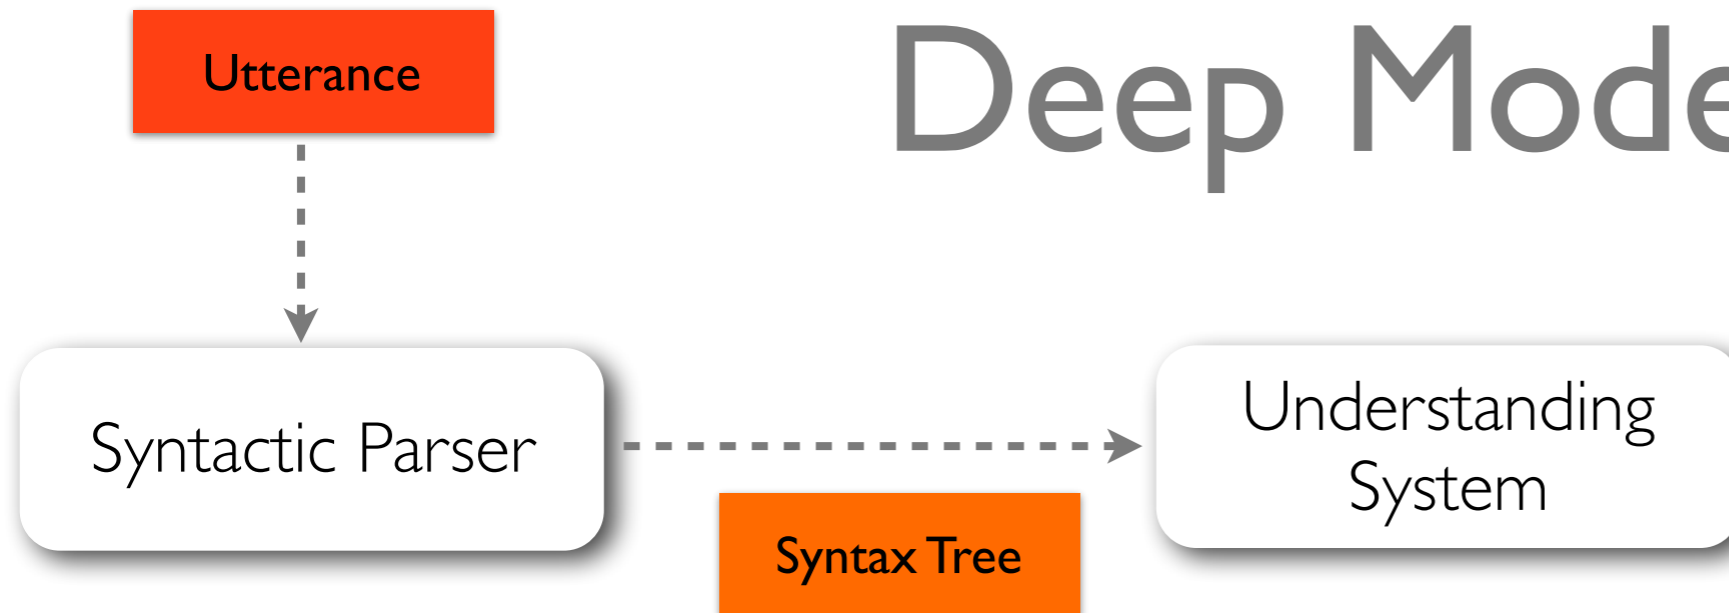 Utterance
Deep Mode
Syntactic Parser
Understanding
System
Syntax Tree